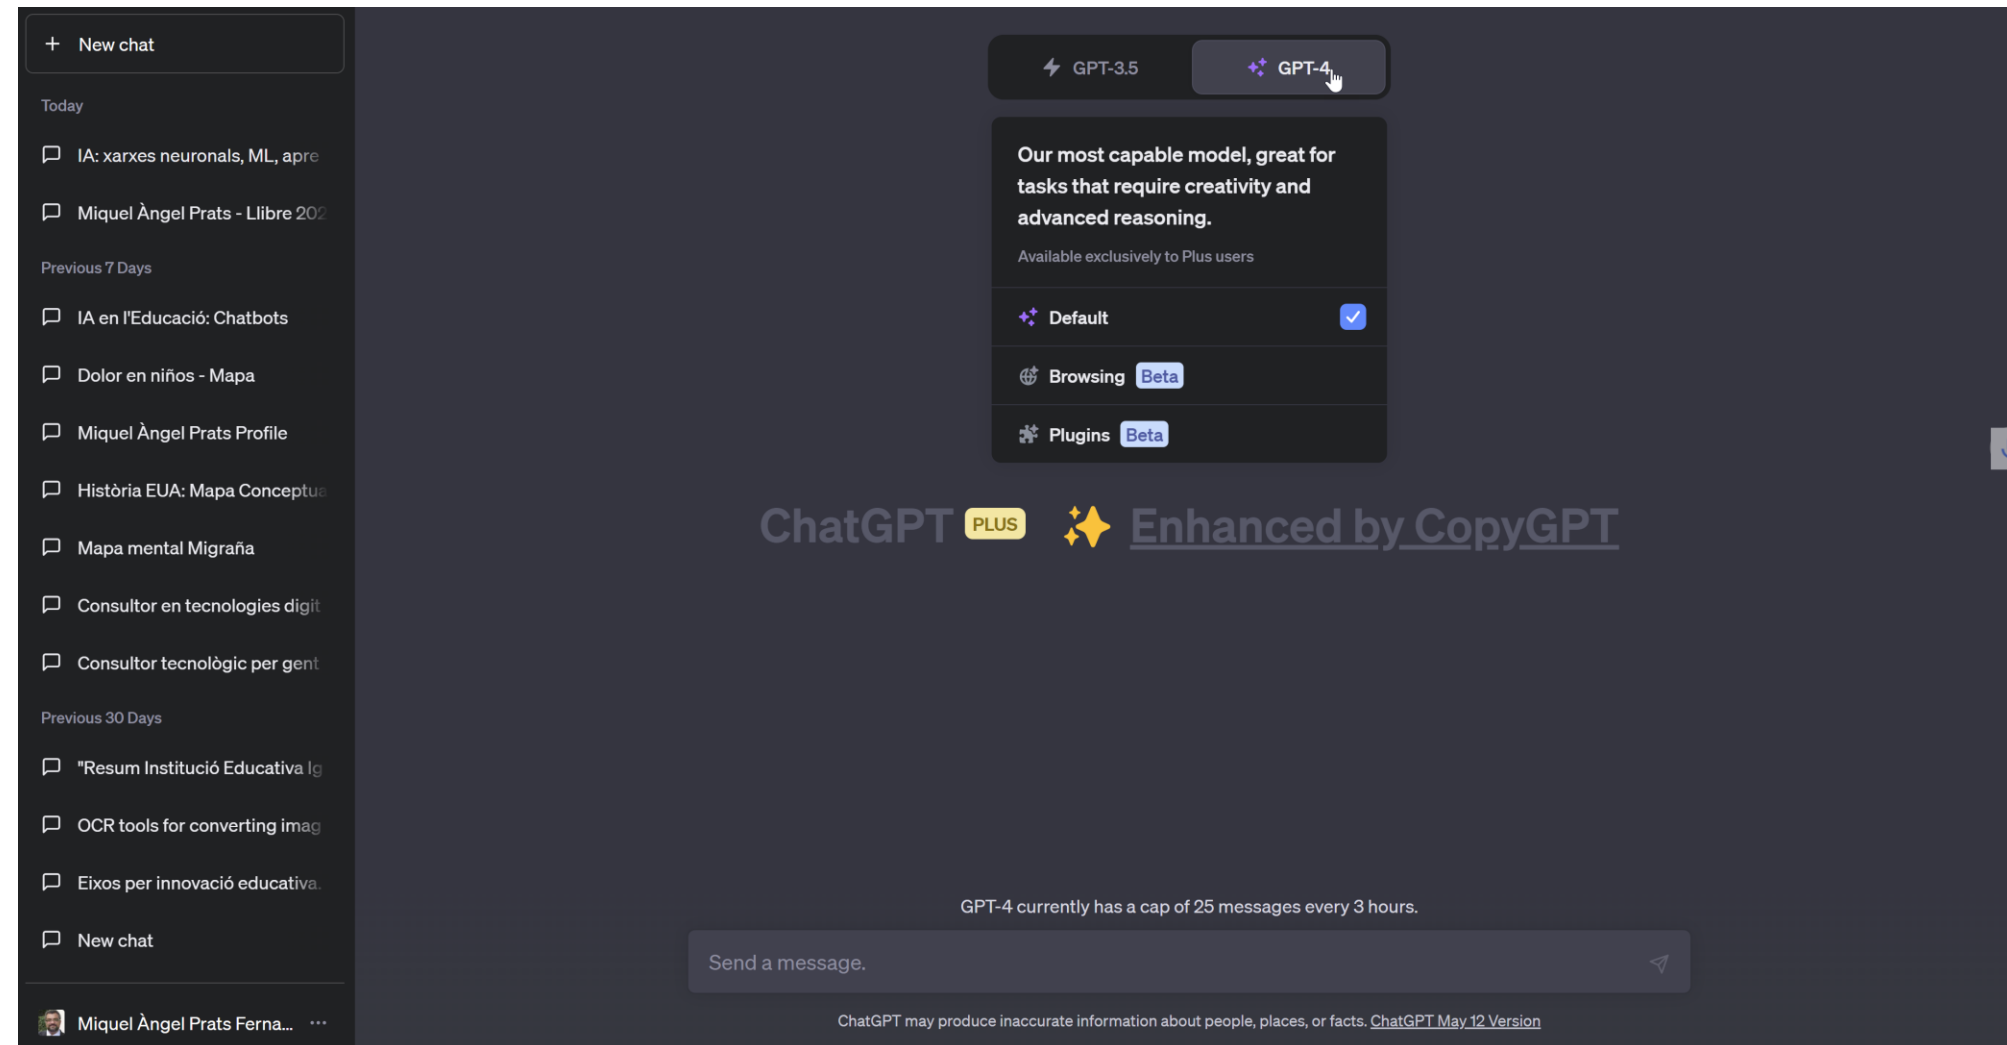 New chat
Today
IA: xarxes neuronals, ML, apre
Miquel Àngel Prats - Llibre 202
Previous 7 Days
IA en l'Educació: Chatbots
Dolor en niños - Mapa
Miquel Àngel Prats Profile
Història EUA: Mapa Conceptua
Mapa mental Migraña
Consultor en tecnologies digit
Consultor tecnològic per gent
Previous 30 Days
"Resum Institució Educativa Ig
OCR tools for converting imag
Eixos per innovació educativa.
New chat
Miquel Àngel Prats Ferna...
GPT-3.5
GPT-4
Our most capable model, great for
tasks that require creativity and
advanced reasoning.
Available exclusively to Plus users
Default
Browsing Beta
Plugins Beta
ChatGPT PLUS Enhanced by CopyGPT
GPT-4 currently has a cap of 25 messages every 3 hours.
Send a message.
ChatGPT may produce inaccurate information about people, places, or facts. ChatGPT May 12 Version